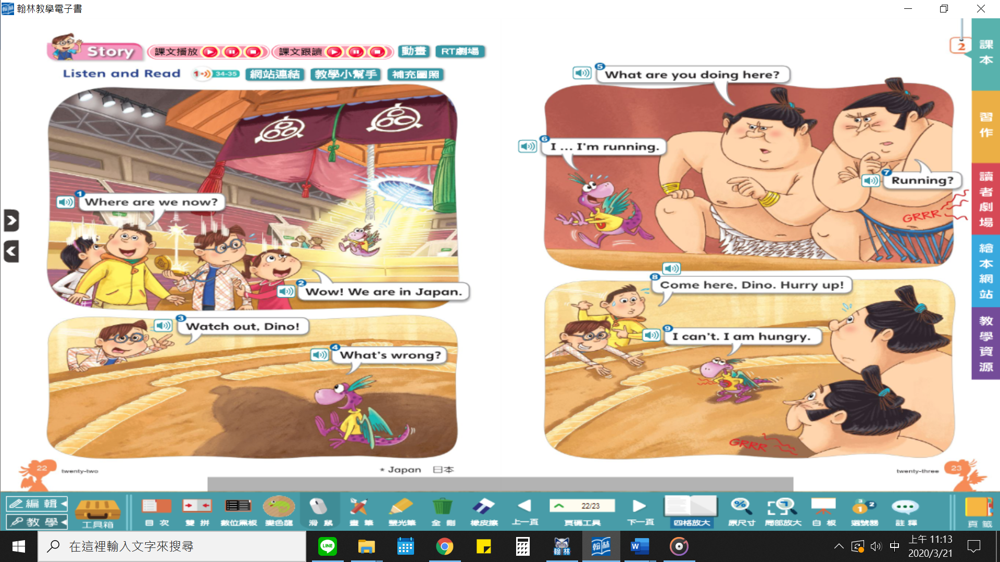 翰林教學電子書
Story
課文播放
課文跟讀
動畫
RT劇場
Listen and Read
1
34-35
網站連結
教學小幫手
補充圖照
1
Where are we now?
2
Wow! We are in Japan.
3
Watch out, Dino!
4
What's wrong?
22
twenty-two
* Japan 日本
5
What are you doing here?
6
I ... I'm running.
7
Running?
GRRR
8
Come here, Dino. Hurry up!
9
I can't. I am hungry.
GRRR
twenty-three
23
2
課本
習作
讀者劇場
繪本網站
教學資源
編輯
教學
工具箱
目次
雙拼
數位黑板
變色龍
滑鼠
畫筆
螢光筆
全刪
橡皮擦
上一頁
22/23
頁碼工具
下一頁
四格放大
原尺寸
局部放大
白板
選號器
註釋
頁籤
在這裡輸入文字來搜尋
LINE
翰林
翰林
W
中
上午 11:13
2020/3/21